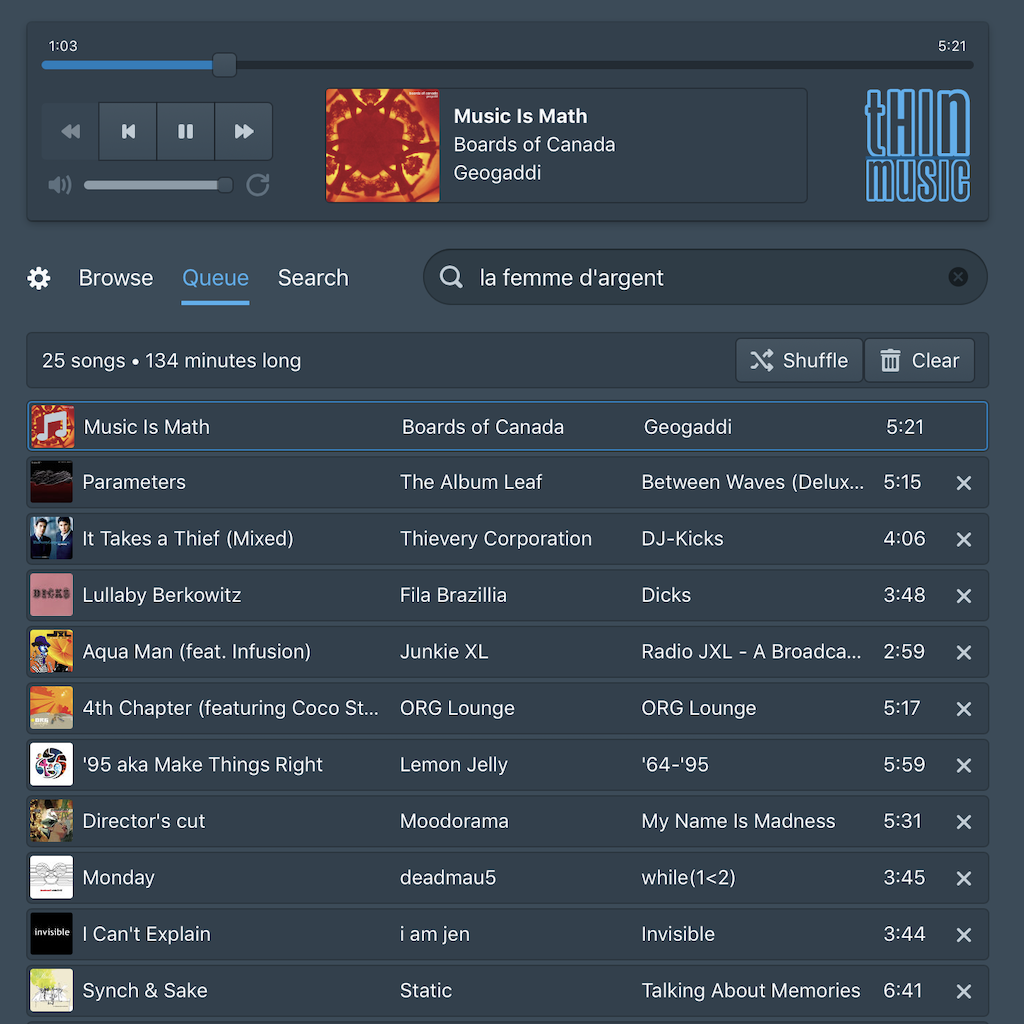 1:03 5:21
Music Is Math
Boards of Canada
Geogaddi
tHIN
music
Browse Queue Search la femme d'argent
25 songs • 134 minutes long Shuffle Clear
Music Is Math Boards of Canada Geogaddi 5:21
Parameters The Album Leaf Between Waves (Delux... 5:15
It Takes a Thief (Mixed) Thievery Corporation DJ-Kicks 4:06
DICKS Lullaby Berkowitz Fila Brazillia Dicks 3:48
JXL Aqua Man (feat. Infusion) Junkie XL Radio JXL - A Broadca... 2:59
ORG 4th Chapter (featuring Coco St... ORG Lounge ORG Lounge 5:17
'95 aka Make Things Right Lemon Jelly '64-'95 5:59
Director's cut Moodorama My Name Is Madness 5:31
Monday deadmau5 while(1<2) 3:45
invisible I Can't Explain i am jen Invisible 3:44
Synch & Sake Static Talking About Memories 6:41